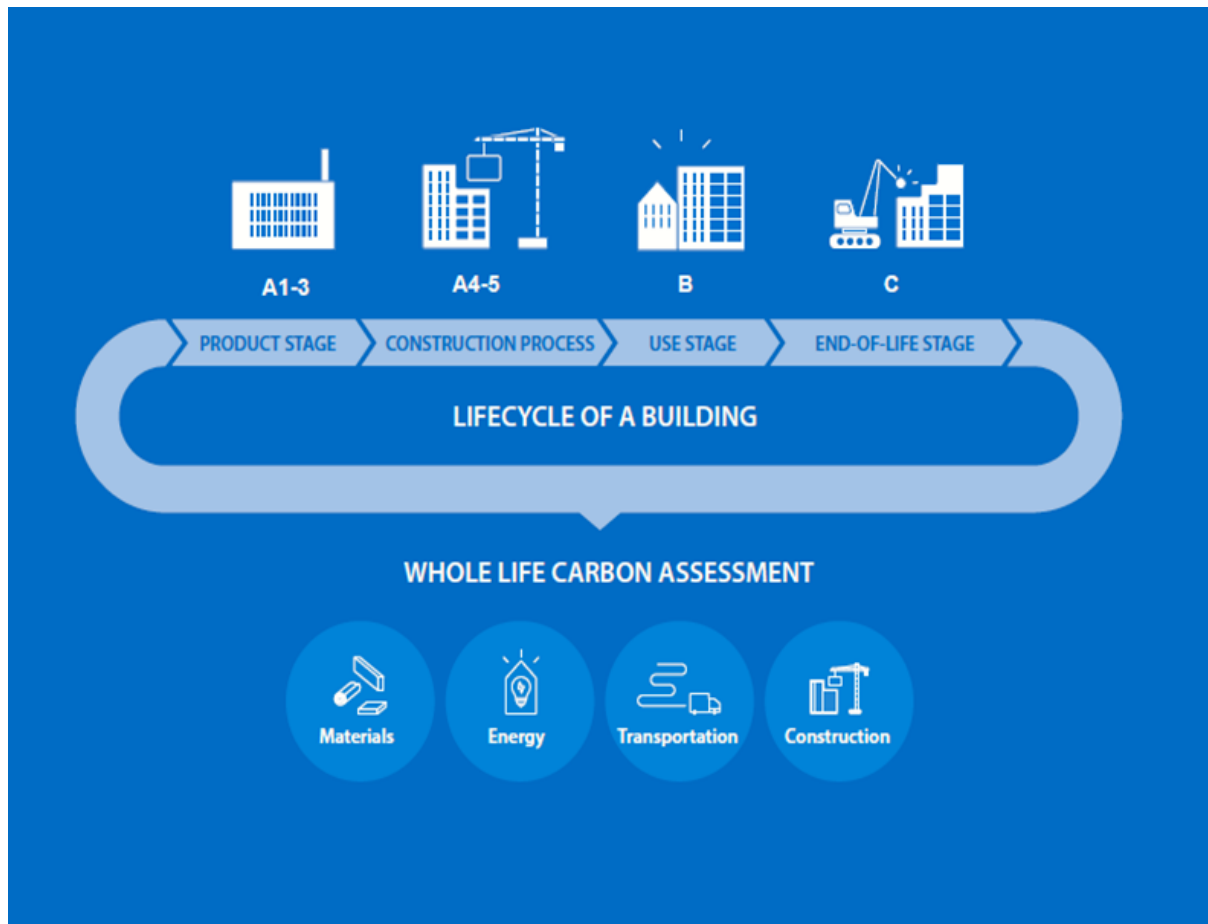 A1-3
A4-5
B
C
PRODUCT STAGE
CONSTRUCTION PROCESS
USE STAGE
END-OF-LIFE STAGE
LIFECYCLE OF A BUILDING
WHOLE LIFE CARBON ASSESSMENT
Materials
Energy
Transportation
Construction